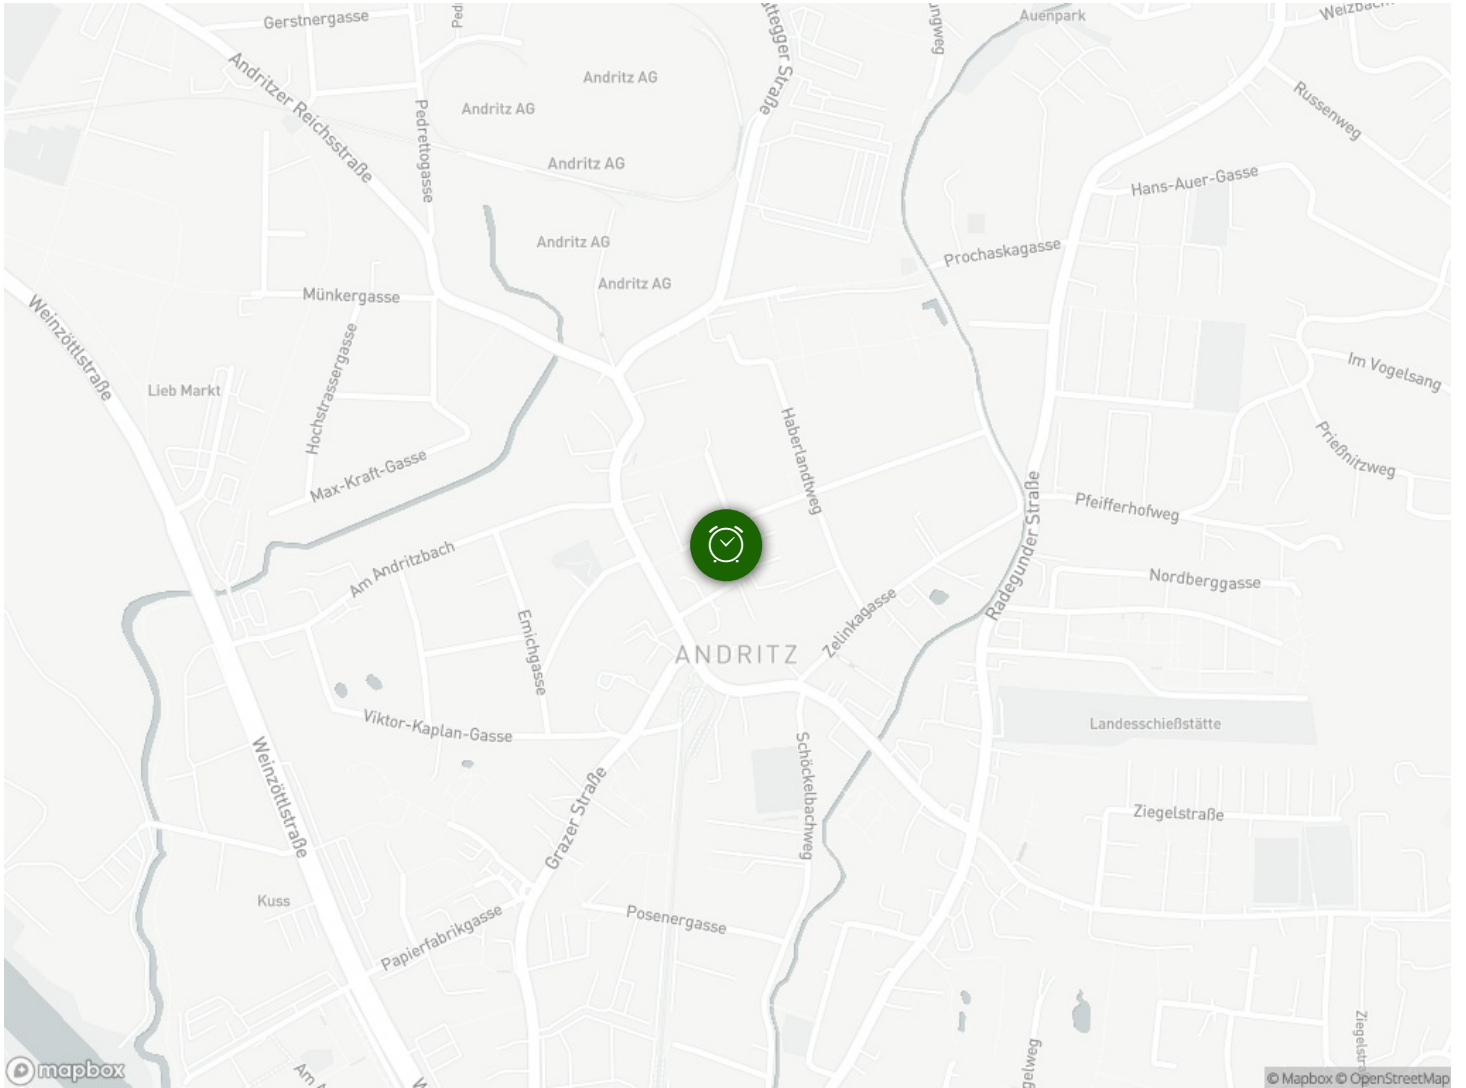 Gerstnergasse
Auenpark
Andritzer Reichsstraße
Andritz AG
Andritz AG
Pedrettogasse
Russenweg
Andritz AG
Hans-Auer-Gasse
Andritz AG
Prochaskagasse
Andritz AG
Münkergasse
Weinzöttlstraße
Hochstrassergasse
Lieb Markt
Im Vogelsang
Haberlandtweg
Prießnitzweg
Max-Kraft-Gasse
Pfeifferhofweg
Radegunder Straße
Am Andritzbach
Nordberggasse
Emichgasse
Zelinkagasse
ANDRITZ
Viktor-Kaplan-Gasse
Landesschießstätte
Weinzöttlstraße
Schöckelbachweg
Grazer Straße
Ziegelstraße
Kuss
Posenergasse
Papierfabrikgasse
mapbox
© Mapbox © OpenStreetMap